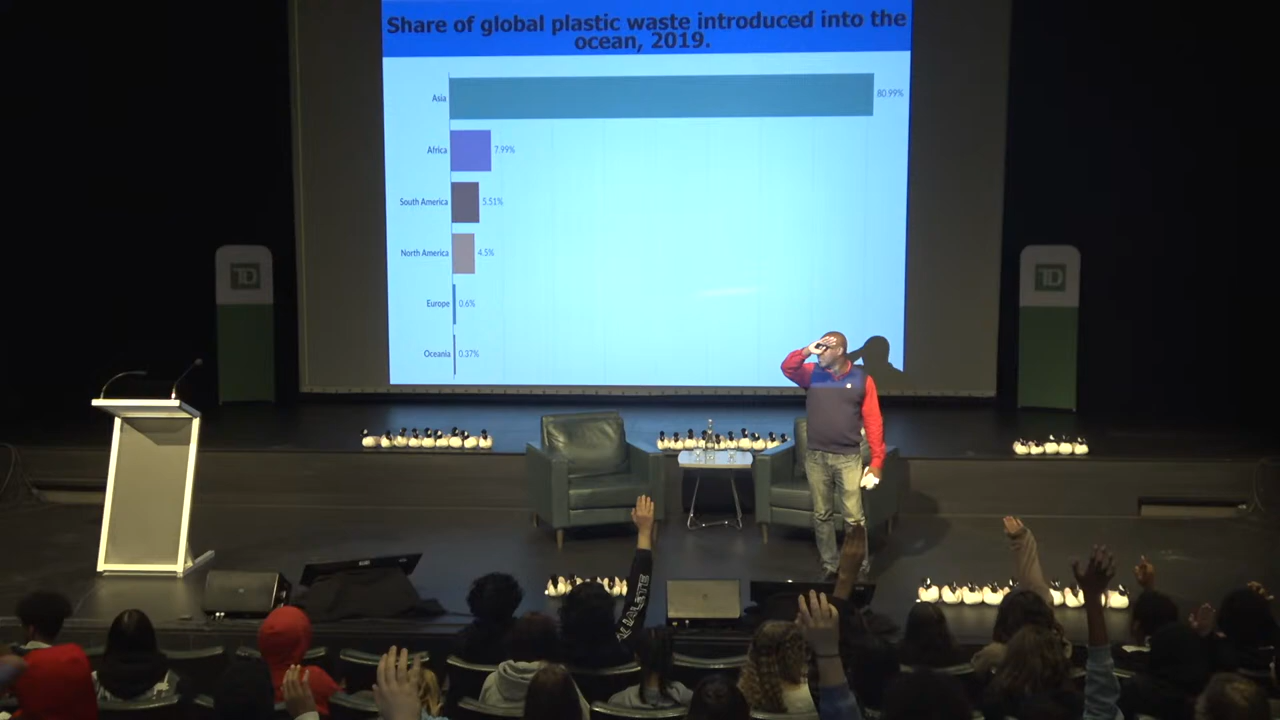 Share of global plastic waste introduced into the
ocean, 2019.
Asia 80.99%
Africa 7.99%
South America 5.51%
North America 4.5%
Europe 0.6%
Oceania 0.37%
TD
TD